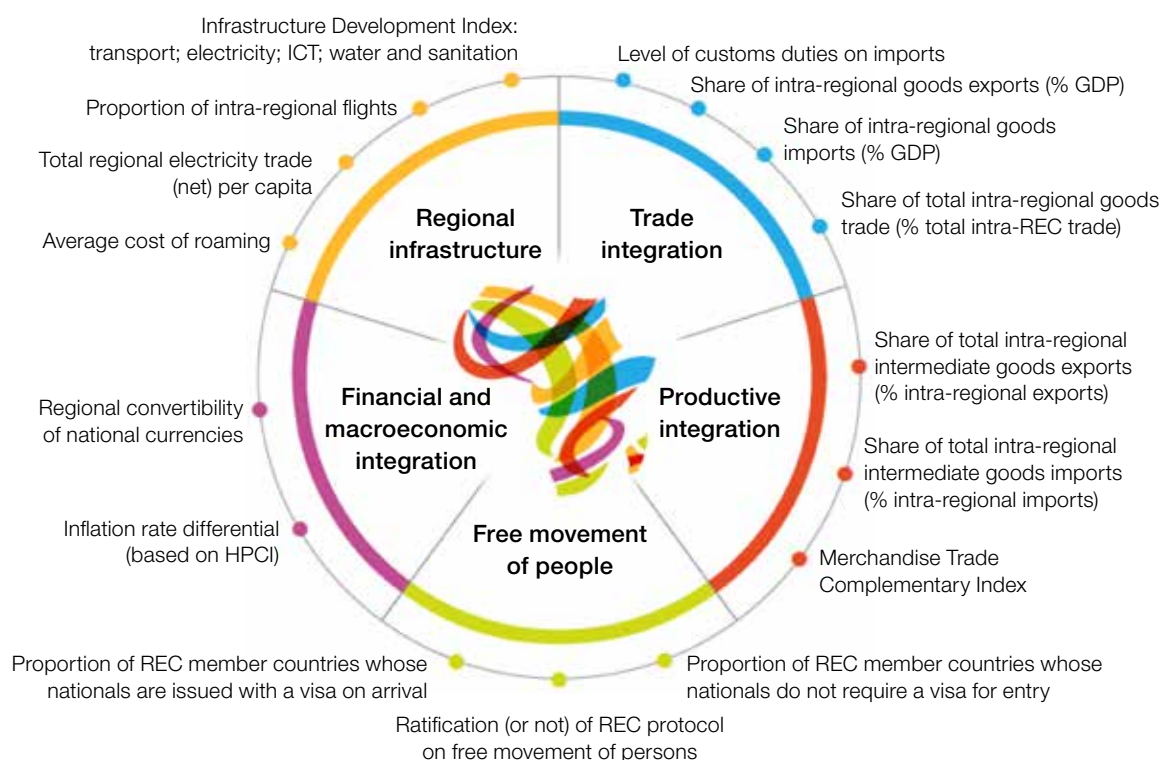 Infrastructure Development Index:
transport; electricity; ICT; water and sanitation
Proportion of intra-regional flights
Total regional electricity trade
(net) per capita
Average cost of roaming
Level of customs duties on imports
Share of intra-regional goods exports (% GDP)
Share of intra-regional goods
imports (% GDP)
Share of total intra-regional goods
trade (% total intra-REC trade)
Regional
infrastructure
Trade
integration
Financial and
macroeconomic
integration
Productive
integration
Free movement
of people
Share of total intra-regional
intermediate goods exports
(% intra-regional exports)
Share of total intra-regional
intermediate goods imports
(% intra-regional imports)
Merchandise Trade
Complementary Index
Regional convertibility
of national currencies
Inflation rate differential
(based on HPCI)
Proportion of REC member countries whose
nationals are issued with a visa on arrival
Ratification (or not) of REC protocol
on free movement of persons
Proportion of REC member countries whose
nationals do not require a visa for entry